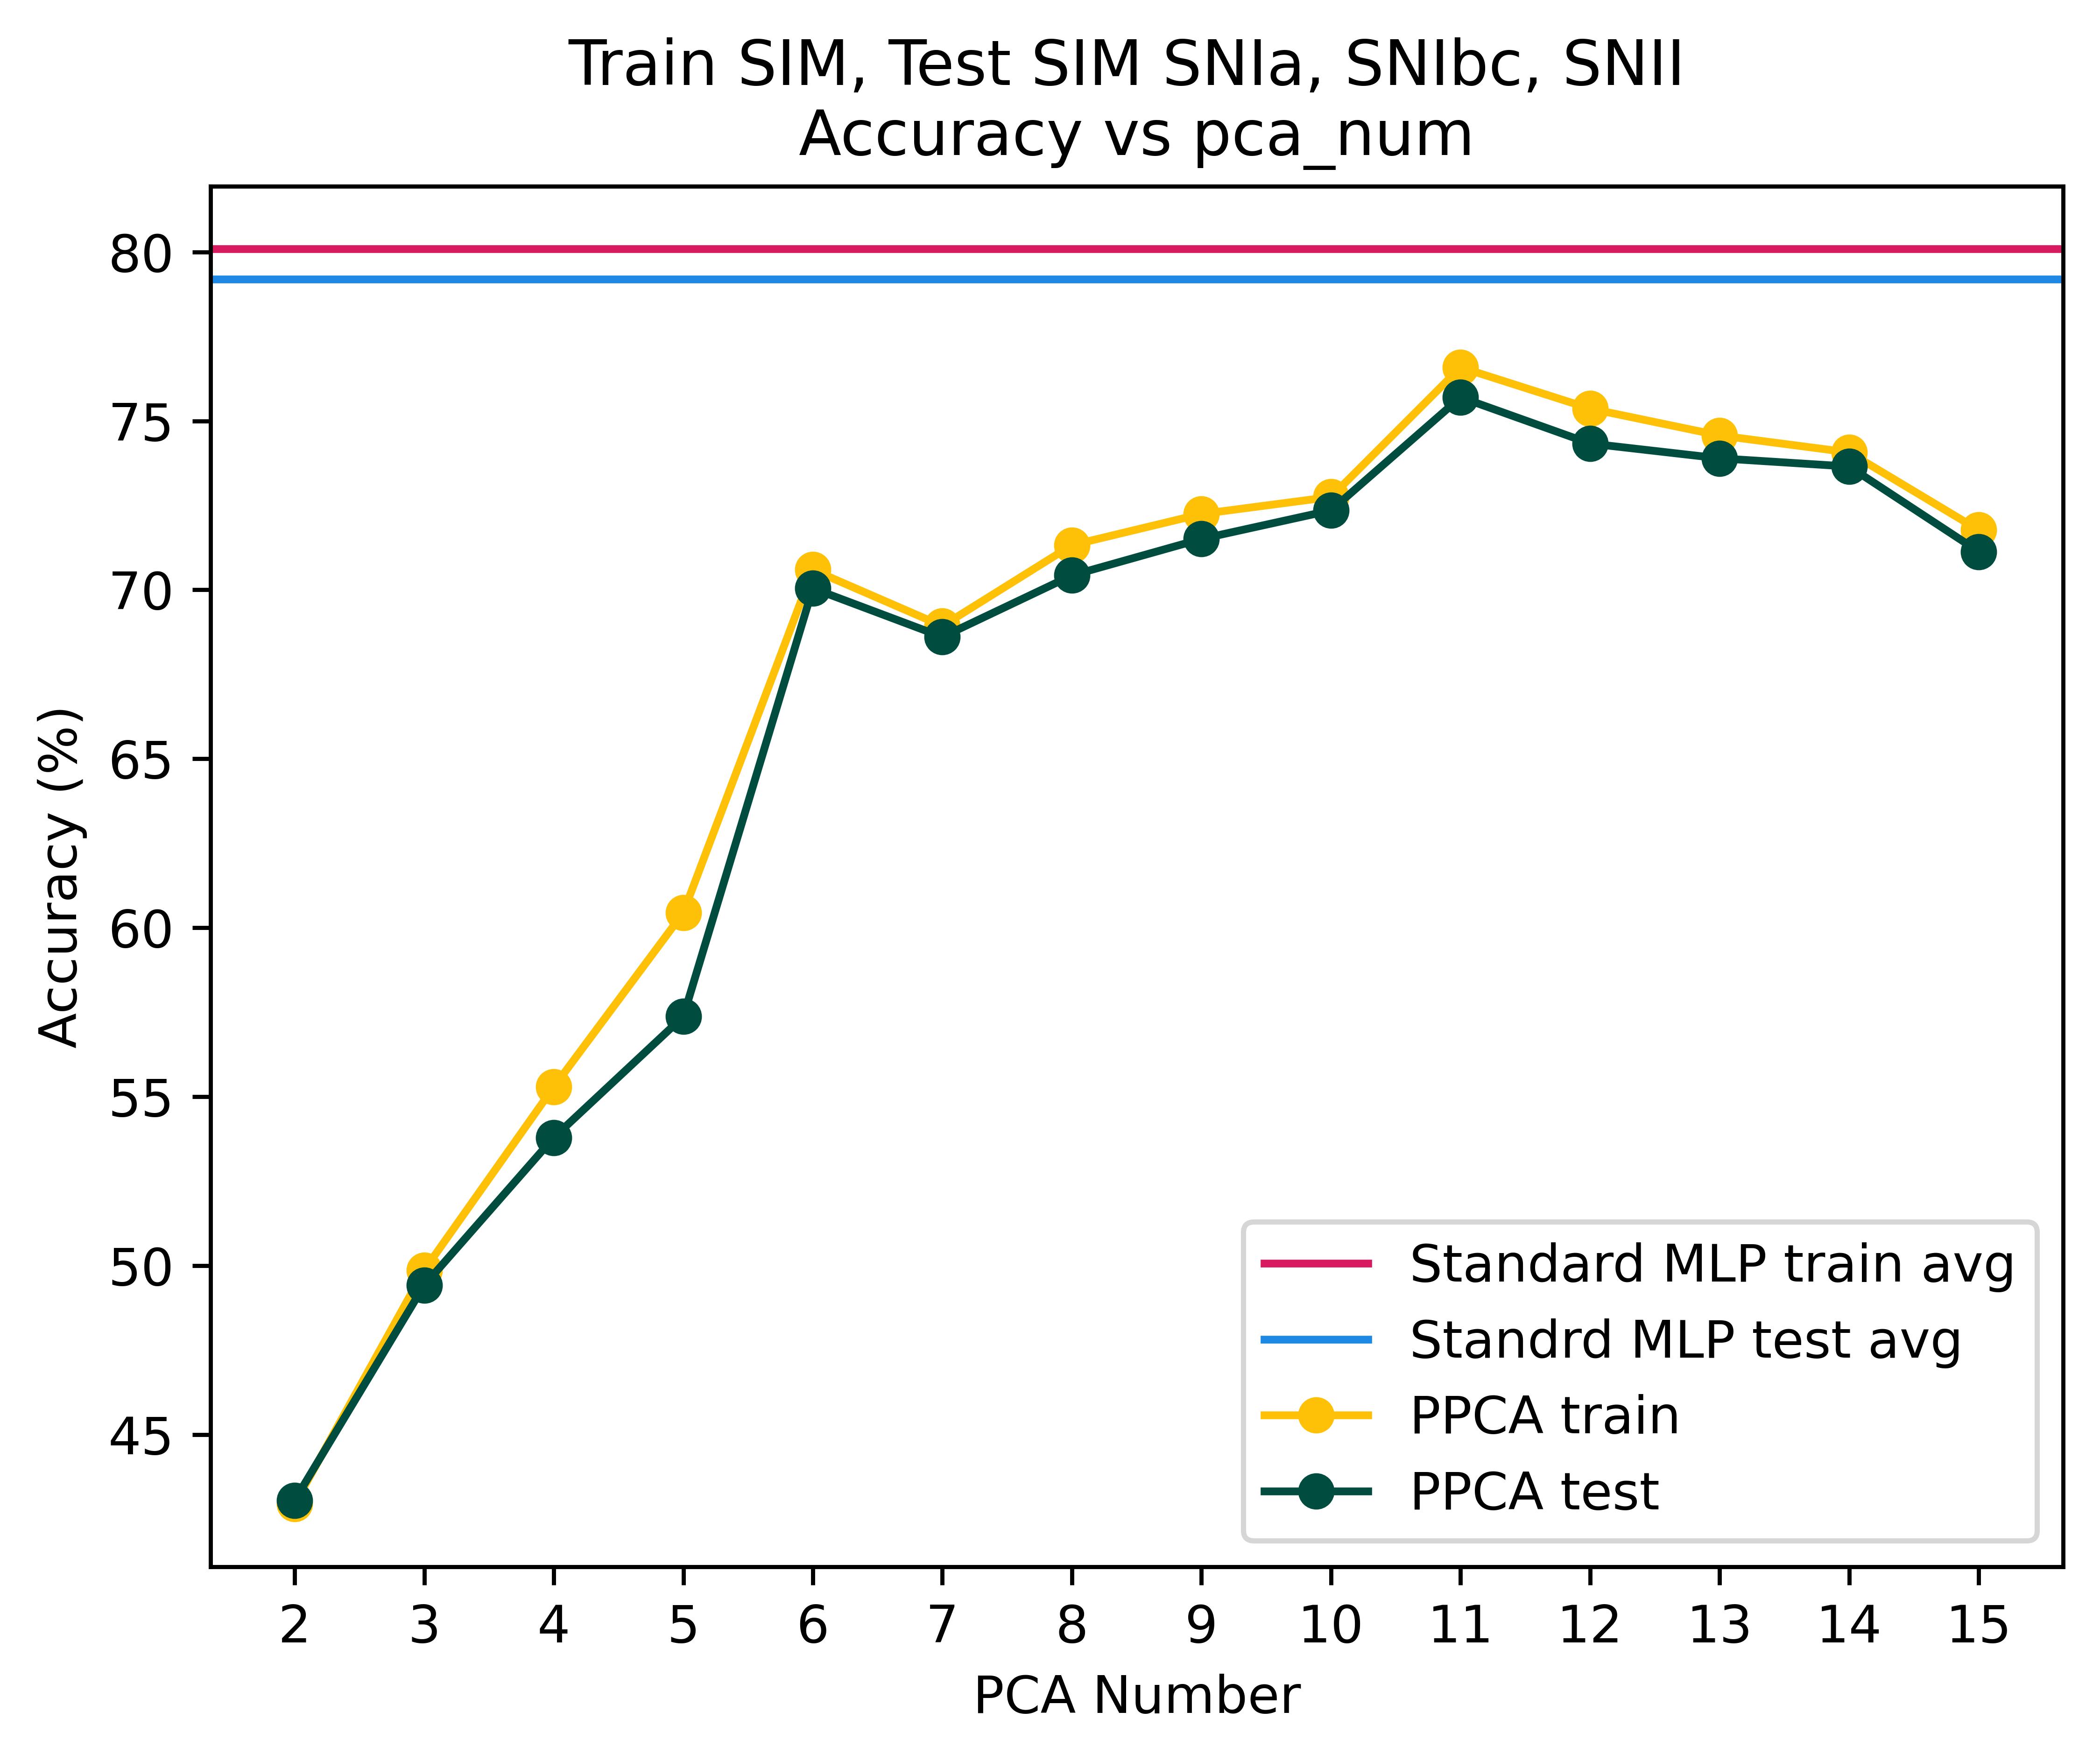 Train SIM, Test SIM SNIa, SNIbc, SNII
Accuracy vs pca_num
80
75
70
65
60
55
50
45
Accuracy (%)
Standard MLP train avg
Standrd MLP test avg
PPCA train
PPCA test
2 3 4 5 6 7 8 9 10 11 12 13 14 15
PCA Number